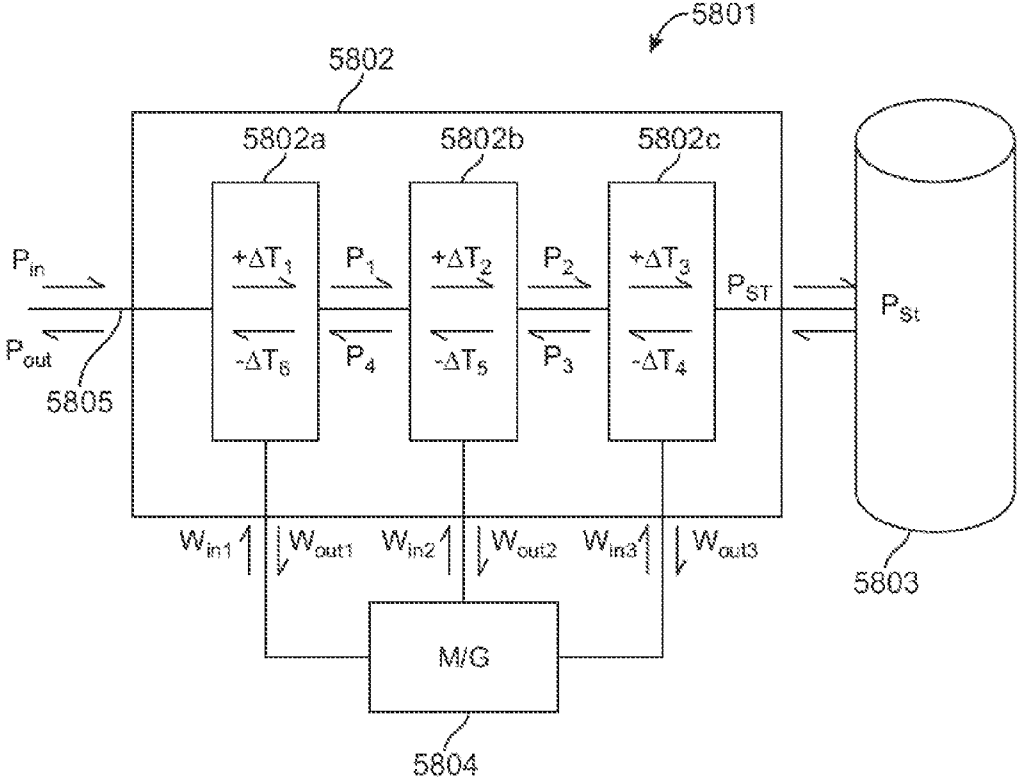 5801
5802
5802a
5802b
5802c
P_in
+ΔT_1
P_1
+ΔT_2
P_2
+ΔT_3
P_ST
P_St
P_out
-ΔT_6
P_4
-ΔT_5
P_3
-ΔT_4
5805
W_in1
W_out1
W_in2
W_out2
W_in3
W_out3
5803
M/G
5804